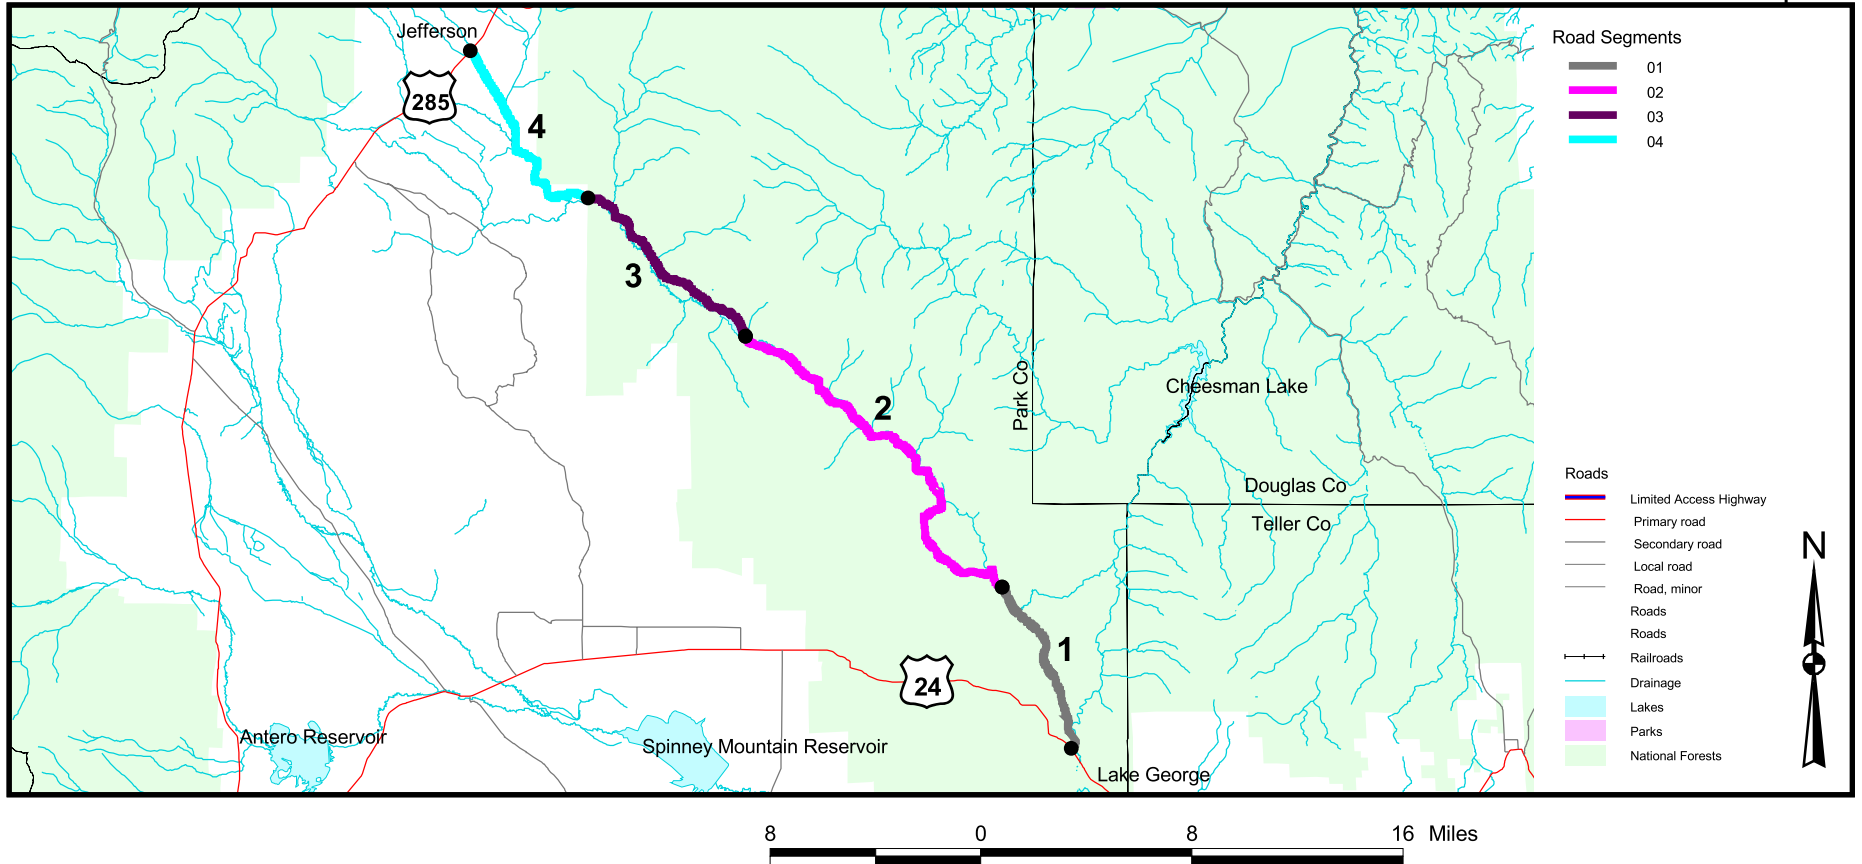 Jefferson
285
4
3
2
1
24
Park Co
Cheesman Lake
Douglas Co
Teller Co
Antero Reservoir
Spinney Mountain Reservoir
Lake George
Road Segments
01
02
03
04
Roads
Limited Access Highway
Primary road
Secondary road
Local road
Road, minor
Roads
Roads
Railroads
Drainage
Lakes
Parks
National Forests
N
8 0 8 16 Miles